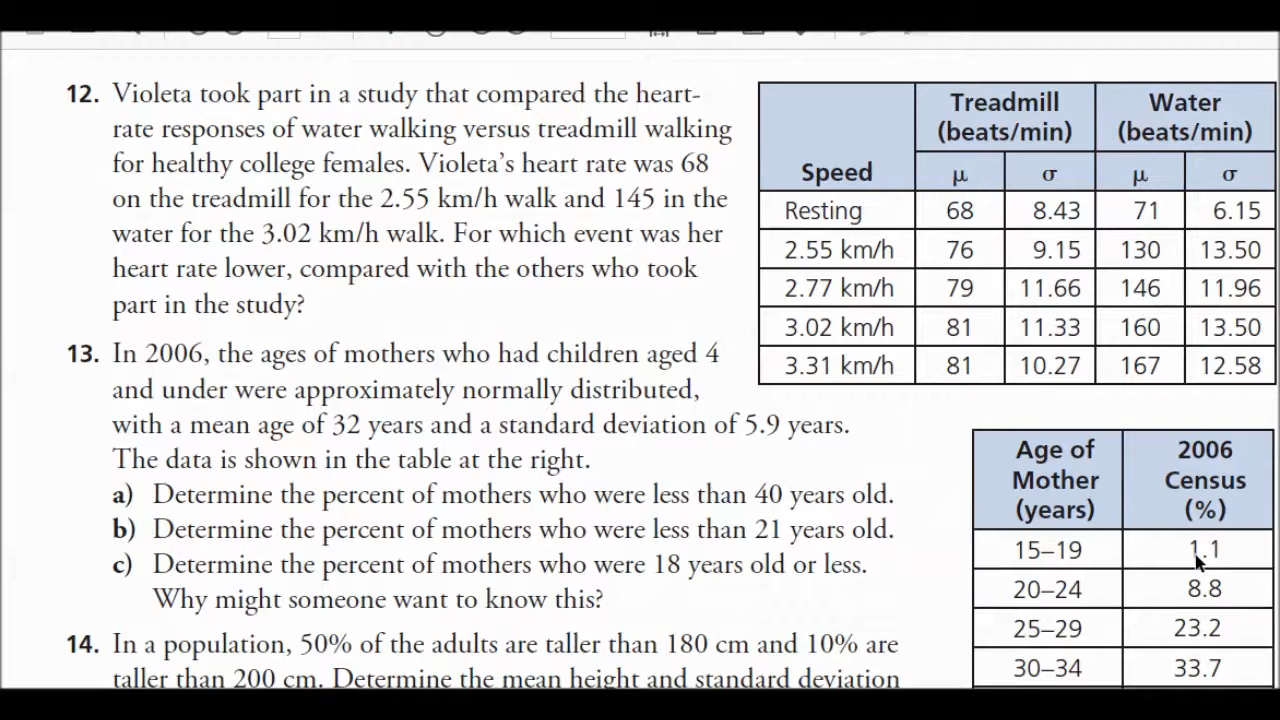 12. Violeta took part in a study that compared the heart-
rate responses of water walking versus treadmill walking
for healthy college females. Violeta’s heart rate was 68
on the treadmill for the 2.55 km/h walk and 145 in the
water for the 3.02 km/h walk. For which event was her
heart rate lower, compared with the others who took
part in the study?
Treadmill Water
(beats/min) (beats/min)
Speed μ σ μ σ
Resting 68 8.43 71 6.15
2.55 km/h 76 9.15 130 13.50
2.77 km/h 79 11.66 146 11.96
3.02 km/h 81 11.33 160 13.50
3.31 km/h 81 10.27 167 12.58
13. In 2006, the ages of mothers who had children aged 4
and under were approximately normally distributed,
with a mean age of 32 years and a standard deviation of 5.9 years.
The data is shown in the table at the right.
a) Determine the percent of mothers who were less than 40 years old.
b) Determine the percent of mothers who were less than 21 years old.
c) Determine the percent of mothers who were 18 years old or less.
Why might someone want to know this?
Age of 2006
Mother Census
(years) (%)
15–19 1.1
20–24 8.8
25–29 23.2
30–34 33.7
14. In a population, 50% of the adults are taller than 180 cm and 10% are
taller than 200 cm. Determine the mean height and standard deviation